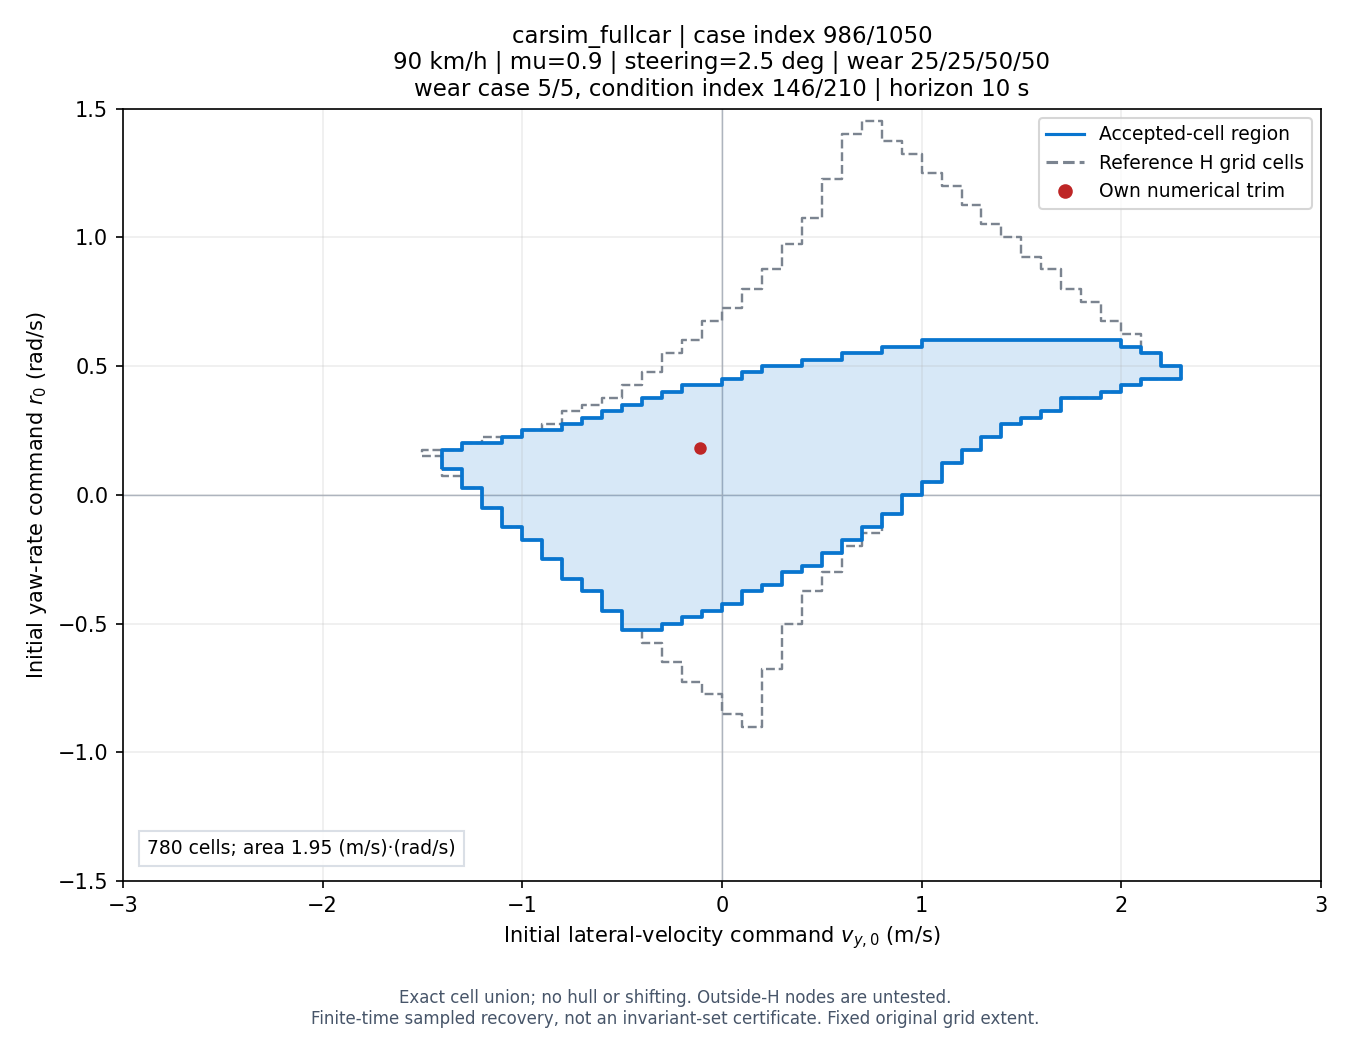 carsim_fullcar | case index 986/1050
90 km/h | mu=0.9 | steering=2.5 deg | wear 25/25/50/50
wear case 5/5, condition index 146/210 | horizon 10 s
Accepted-cell region
Reference H grid cells
Own numerical trim
1.5
1.0
0.5
0.0
−0.5
−1.0
−1.5
Initial yaw-rate command r₀ (rad/s)
780 cells; area 1.95 (m/s)·(rad/s)
−3
−2
−1
0
1
2
3
Initial lateral-velocity command v_{y,0} (m/s)
Exact cell union; no hull or shifting. Outside-H nodes are untested.
Finite-time sampled recovery, not an invariant-set certificate. Fixed original grid extent.